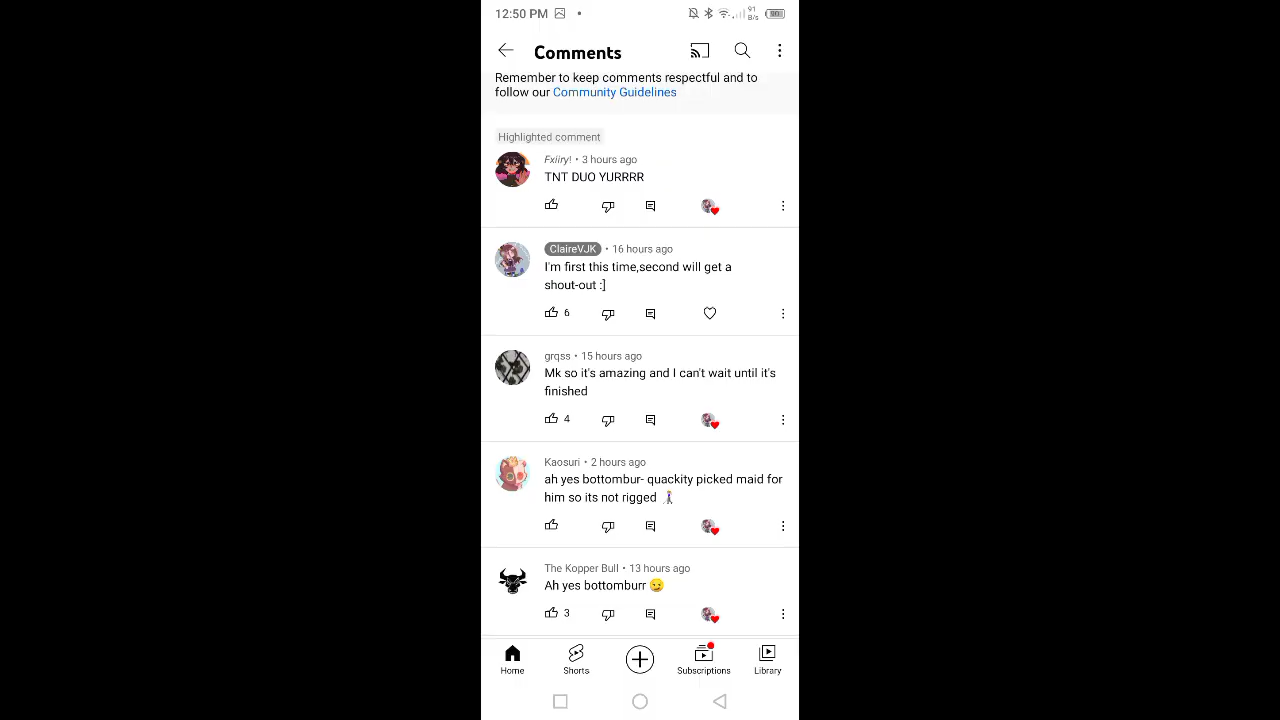 12:50 PM
91
B/s
90
Comments
Remember to keep comments respectful and to
follow our Community Guidelines
Highlighted comment
Fxiiry! • 3 hours ago
TNT DUO YURRRR
ClaireVJK • 16 hours ago
I'm first this time,second will get a
shout-out :]
6
grqss • 15 hours ago
Mk so it's amazing and I can't wait until it's
finished
4
Kaosuri • 2 hours ago
ah yes bottombur- quackity picked maid for
him so its not rigged 🧍
The Kopper Bull • 13 hours ago
Ah yes bottomburr 😏
3
Home Shorts Subscriptions Library